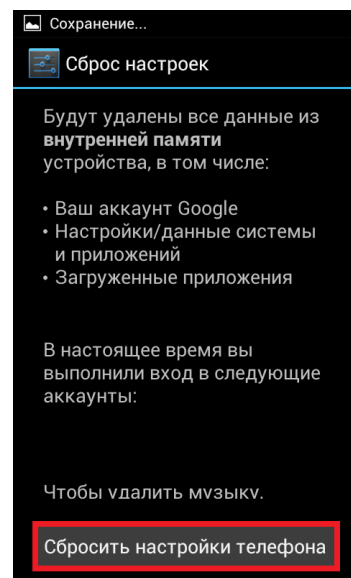 Сохранение...
Сброс настроек
Будут удалены все данные из
внутренней памяти
устройства, в том числе:
• Ваш аккаунт Google
• Настройки/данные системы
и приложений
• Загруженные приложения
В настоящее время вы
выполнили вход в следующие
аккаунты:
Чтобы удалить музыку,
Сбросить настройки телефона